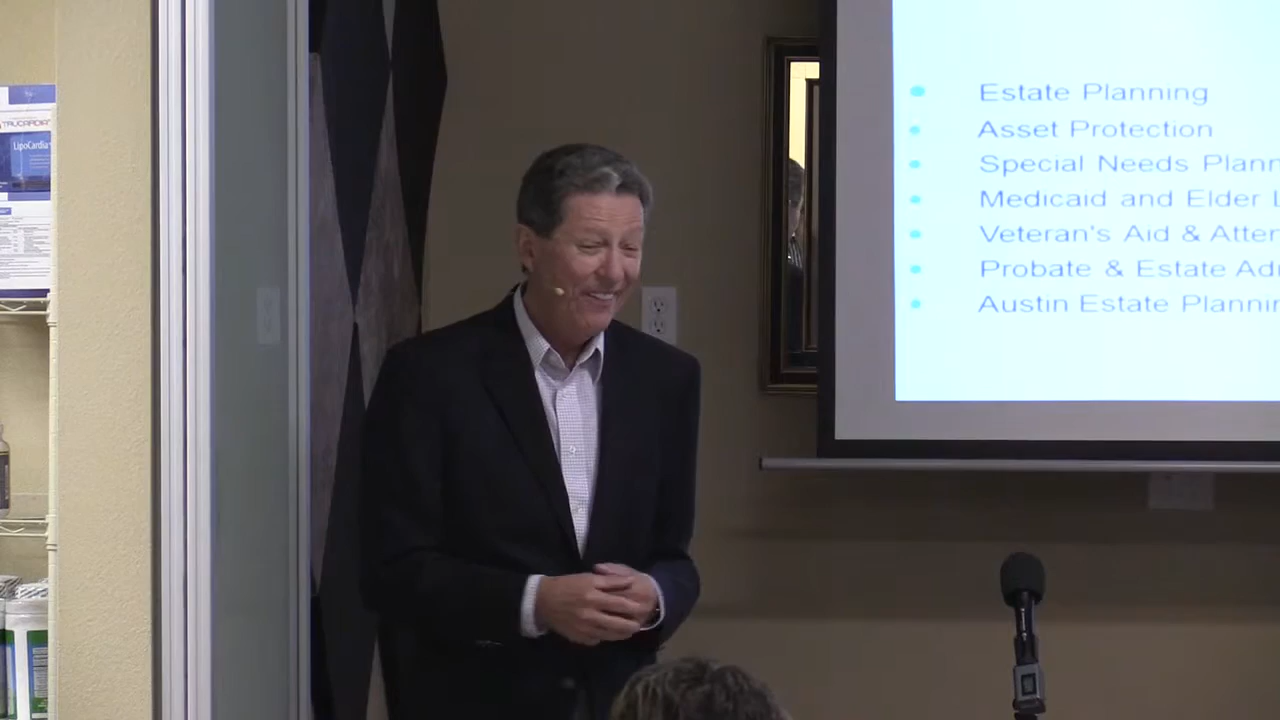 TRUCARDIA
LipoCardia
Estate Planning
Asset Protection
Special Needs Plann
Medicaid and Elder L
Veteran's Aid & Atten
Probate & Estate Adr
Austin Estate Plannin